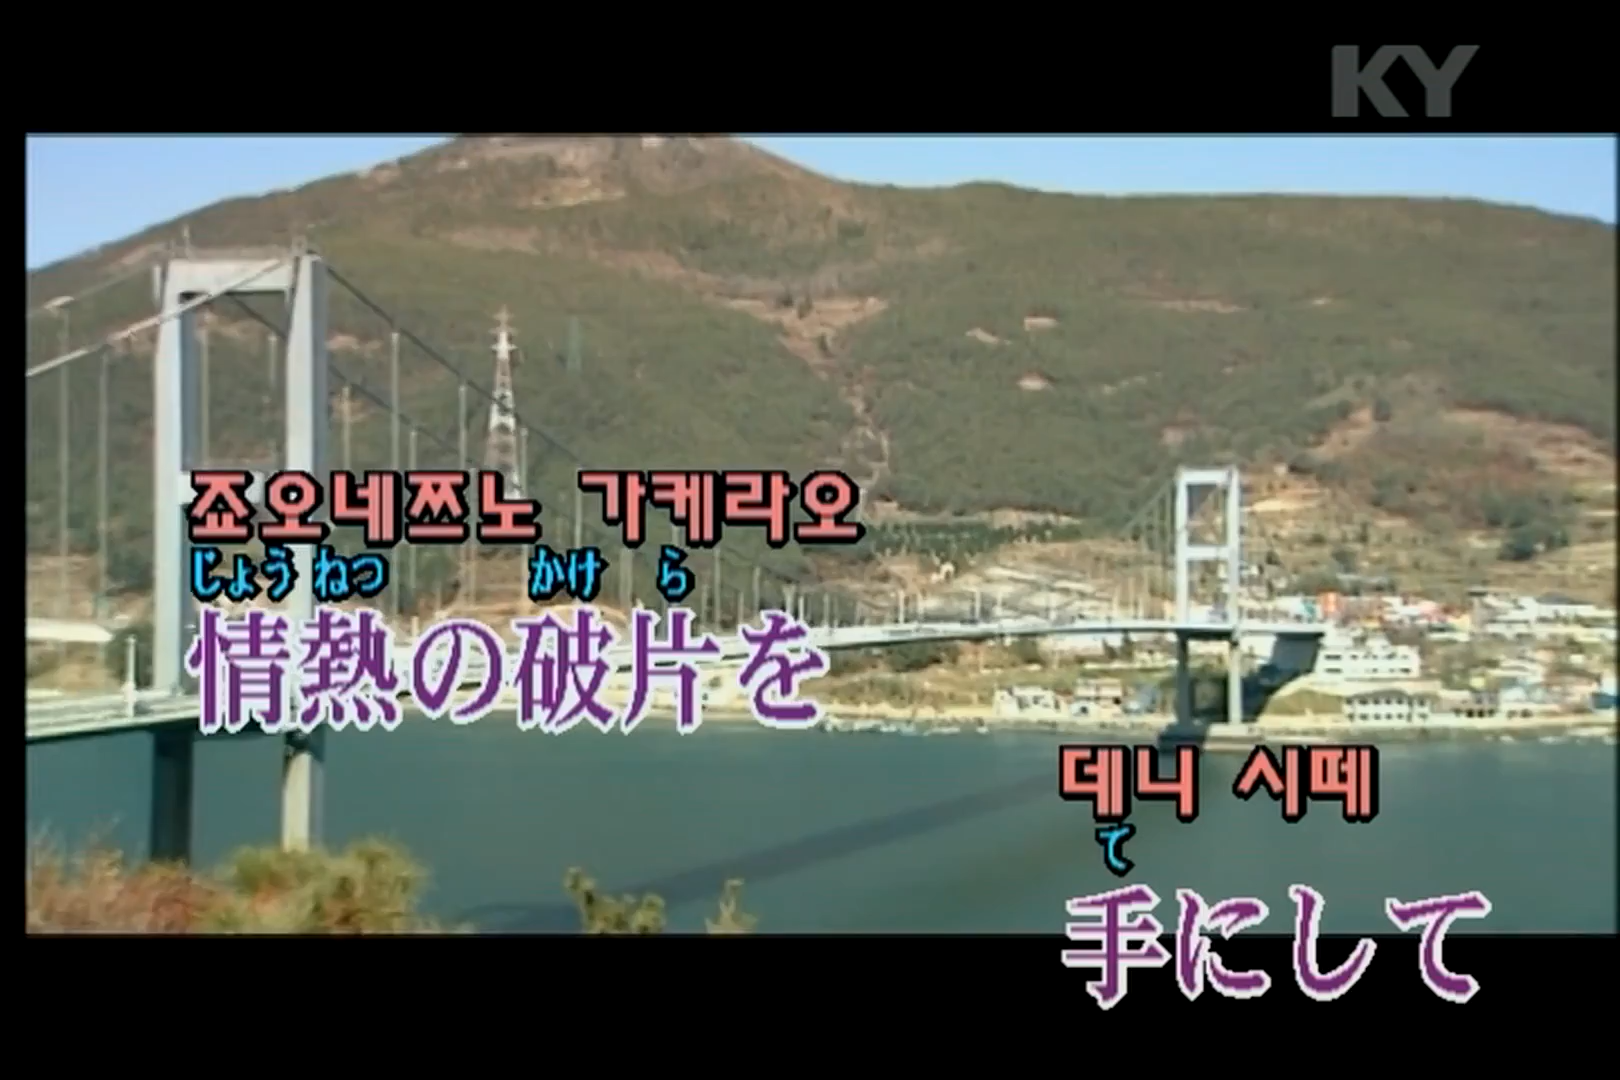 KY
죠오네쯔노 가케라오
じょう ねつ かけ ら
情熱の破片を
데니 시떼
て
手にして